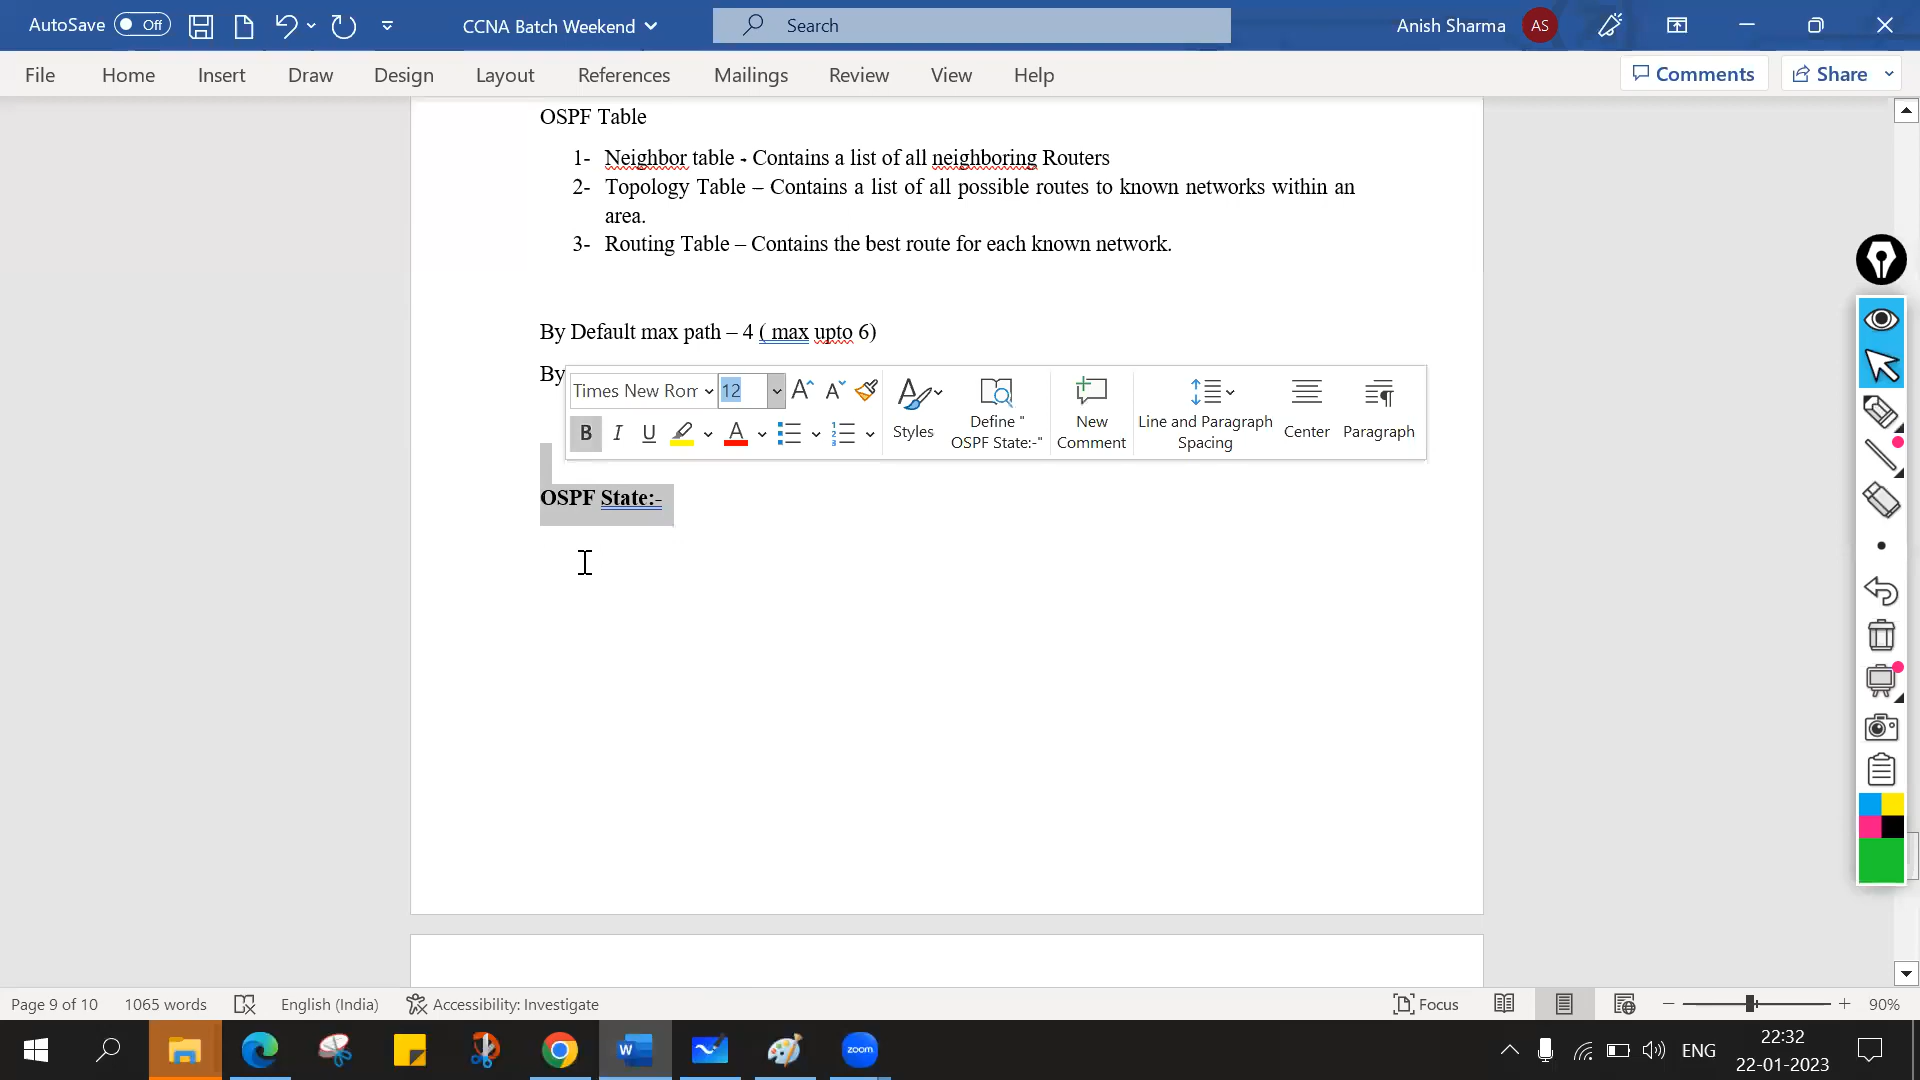 AutoSave Off CCNA Batch Weekend Search Anish Sharma AS
File Home Insert Draw Design Layout References Mailings Review View Help Comments Share
OSPF Table
1- Neighbor table - Contains a list of all neighboring Routers
2- Topology Table – Contains a list of all possible routes to known networks within an
area.
3- Routing Table – Contains the best route for each known network.
By Default max path – 4 ( max upto 6)
By
Times New Rom 12
Styles
Define "
OSPF State:-"
New
Comment
Line and Paragraph
Spacing
Center
Paragraph
B I U
OSPF State:-
Page 9 of 10 1065 words English (India) Accessibility: Investigate Focus 90%
W zoom ENG 22:32
22-01-2023